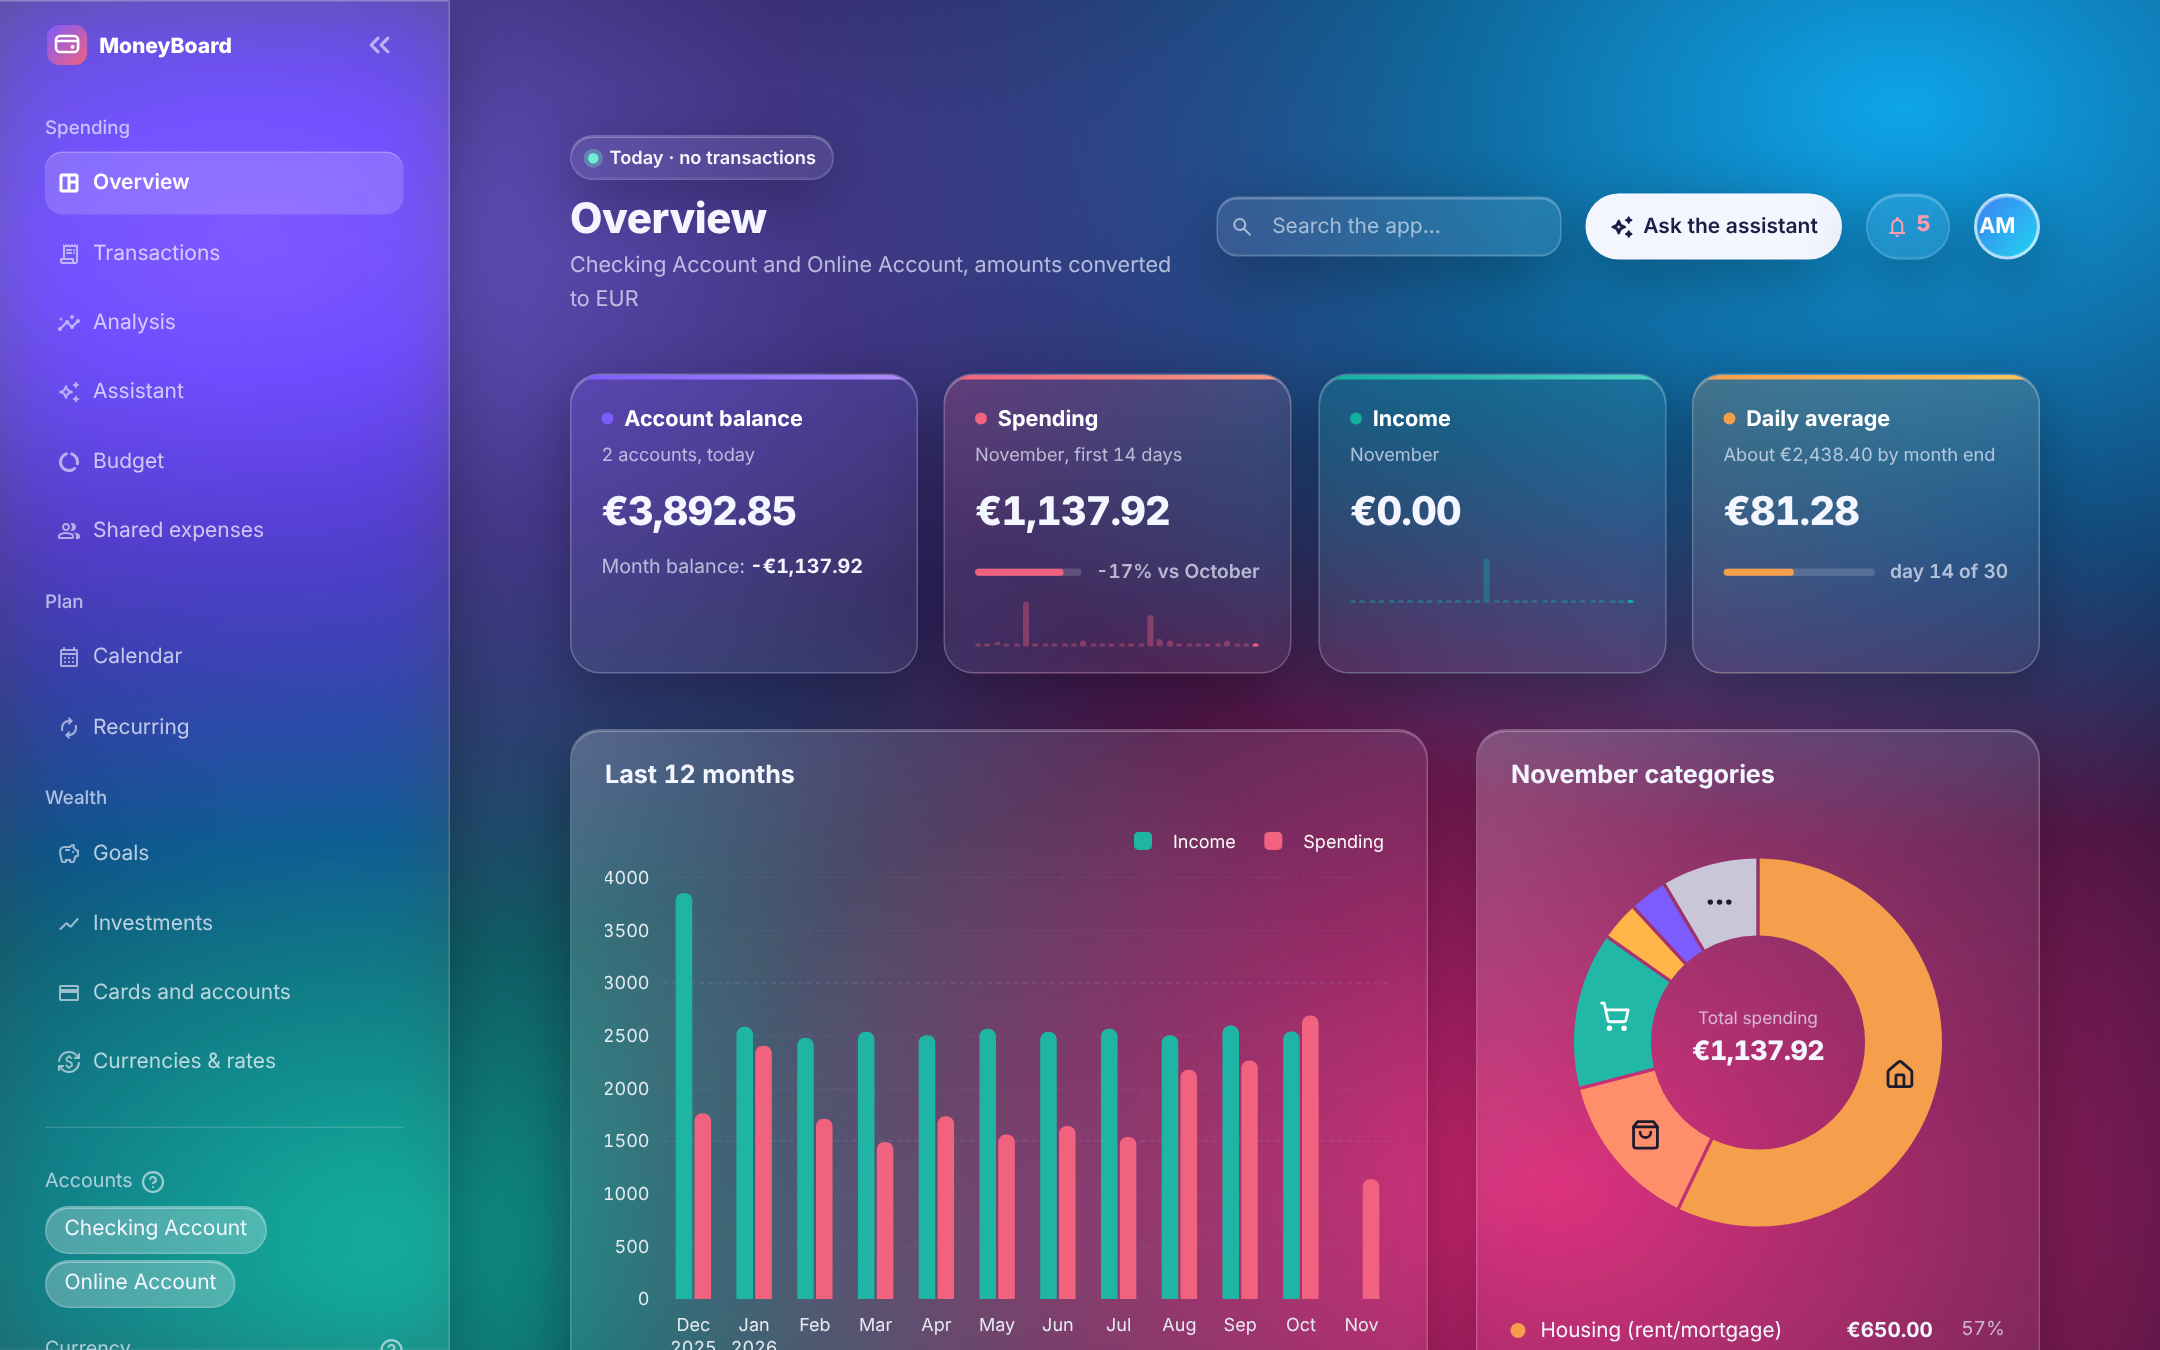 MoneyBoard
Spending
Overview
Transactions
Analysis
Assistant
Budget
Shared expenses
Plan
Calendar
Recurring
Wealth
Goals
Investments
Cards and accounts
Currencies & rates
Accounts
Checking Account
Online Account
Currency
Today · no transactions
Overview
Checking Account and Online Account, amounts converted
to EUR
Search the app...
Ask the assistant
5
AM
Account balance
2 accounts, today
€3,892.85
Month balance: -€1,137.92
Spending
November, first 14 days
€1,137.92
-17% vs October
Income
November
€0.00
Daily average
About €2,438.40 by month end
€81.28
day 14 of 30
Last 12 months
Income
Spending
4000
3500
3000
2500
2000
1500
1000
500
0
Dec Jan Feb Mar Apr May Jun Jul Aug Sep Oct Nov
2025 2026
November categories
Total spending
€1,137.92
Housing (rent/mortgage) €650.00 57%